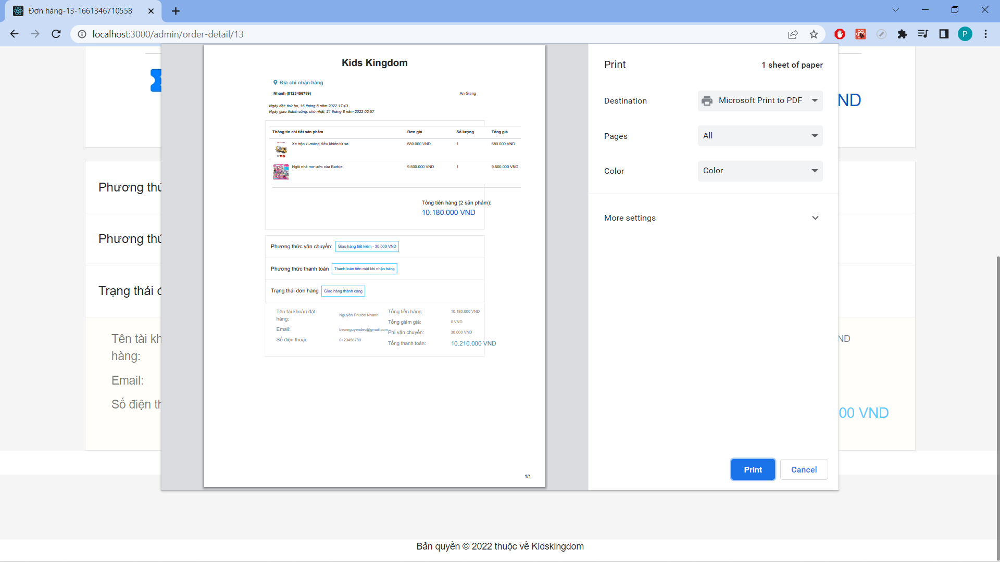 Đơn hàng-13-1661346710558
localhost:3000/admin/order-detail/13
P
Kids Kingdom
Địa chỉ nhận hàng
Nhanh (0123456789) An Giang
Ngày đặt: thứ ba, 16 tháng 8 năm 2022 17:43
Ngày giao thành công: chủ nhật, 21 tháng 8 năm 2022 02:57
Thông tin chi tiết sản phẩm Đơn giá Số lượng Tổng giá
Xe trộn xi-măng điều khiển từ xa 680.000 VND 1 680.000 VND
Ngôi nhà mơ ước của Barbie 9.500.000 VND 1 9.500.000 VND
Tổng tiền hàng (2 sản phẩm):
10.180.000 VND
Phương thức vận chuyển: Giao hàng tiết kiệm - 30.000 VND
Phương thức thanh toán Thanh toán tiền mặt khi nhận hàng
Trạng thái đơn hàng Giao hàng thành công
Tên tài khoản đặt
hàng:
Nguyễn Phước Nhanh
Email: beamguyendev@gmail.com
Số điện thoại: 0123456789
Tổng tiền hàng: 10.180.000 VND
Tổng giảm giá: 0 VND
Phí vận chuyển: 30.000 VND
Tổng thanh toán: 10.210.000 VND
1/1
Print 1 sheet of paper
Destination Microsoft Print to PDF
Pages All
Color Color
More settings
Print Cancel
Phương thứ
Phương thứ
Trạng thái đ
Tên tài kh
hàng:
Email:
Số điện th
ND
ND
00 VND
Bản quyền © 2022 thuộc về Kidskingdom